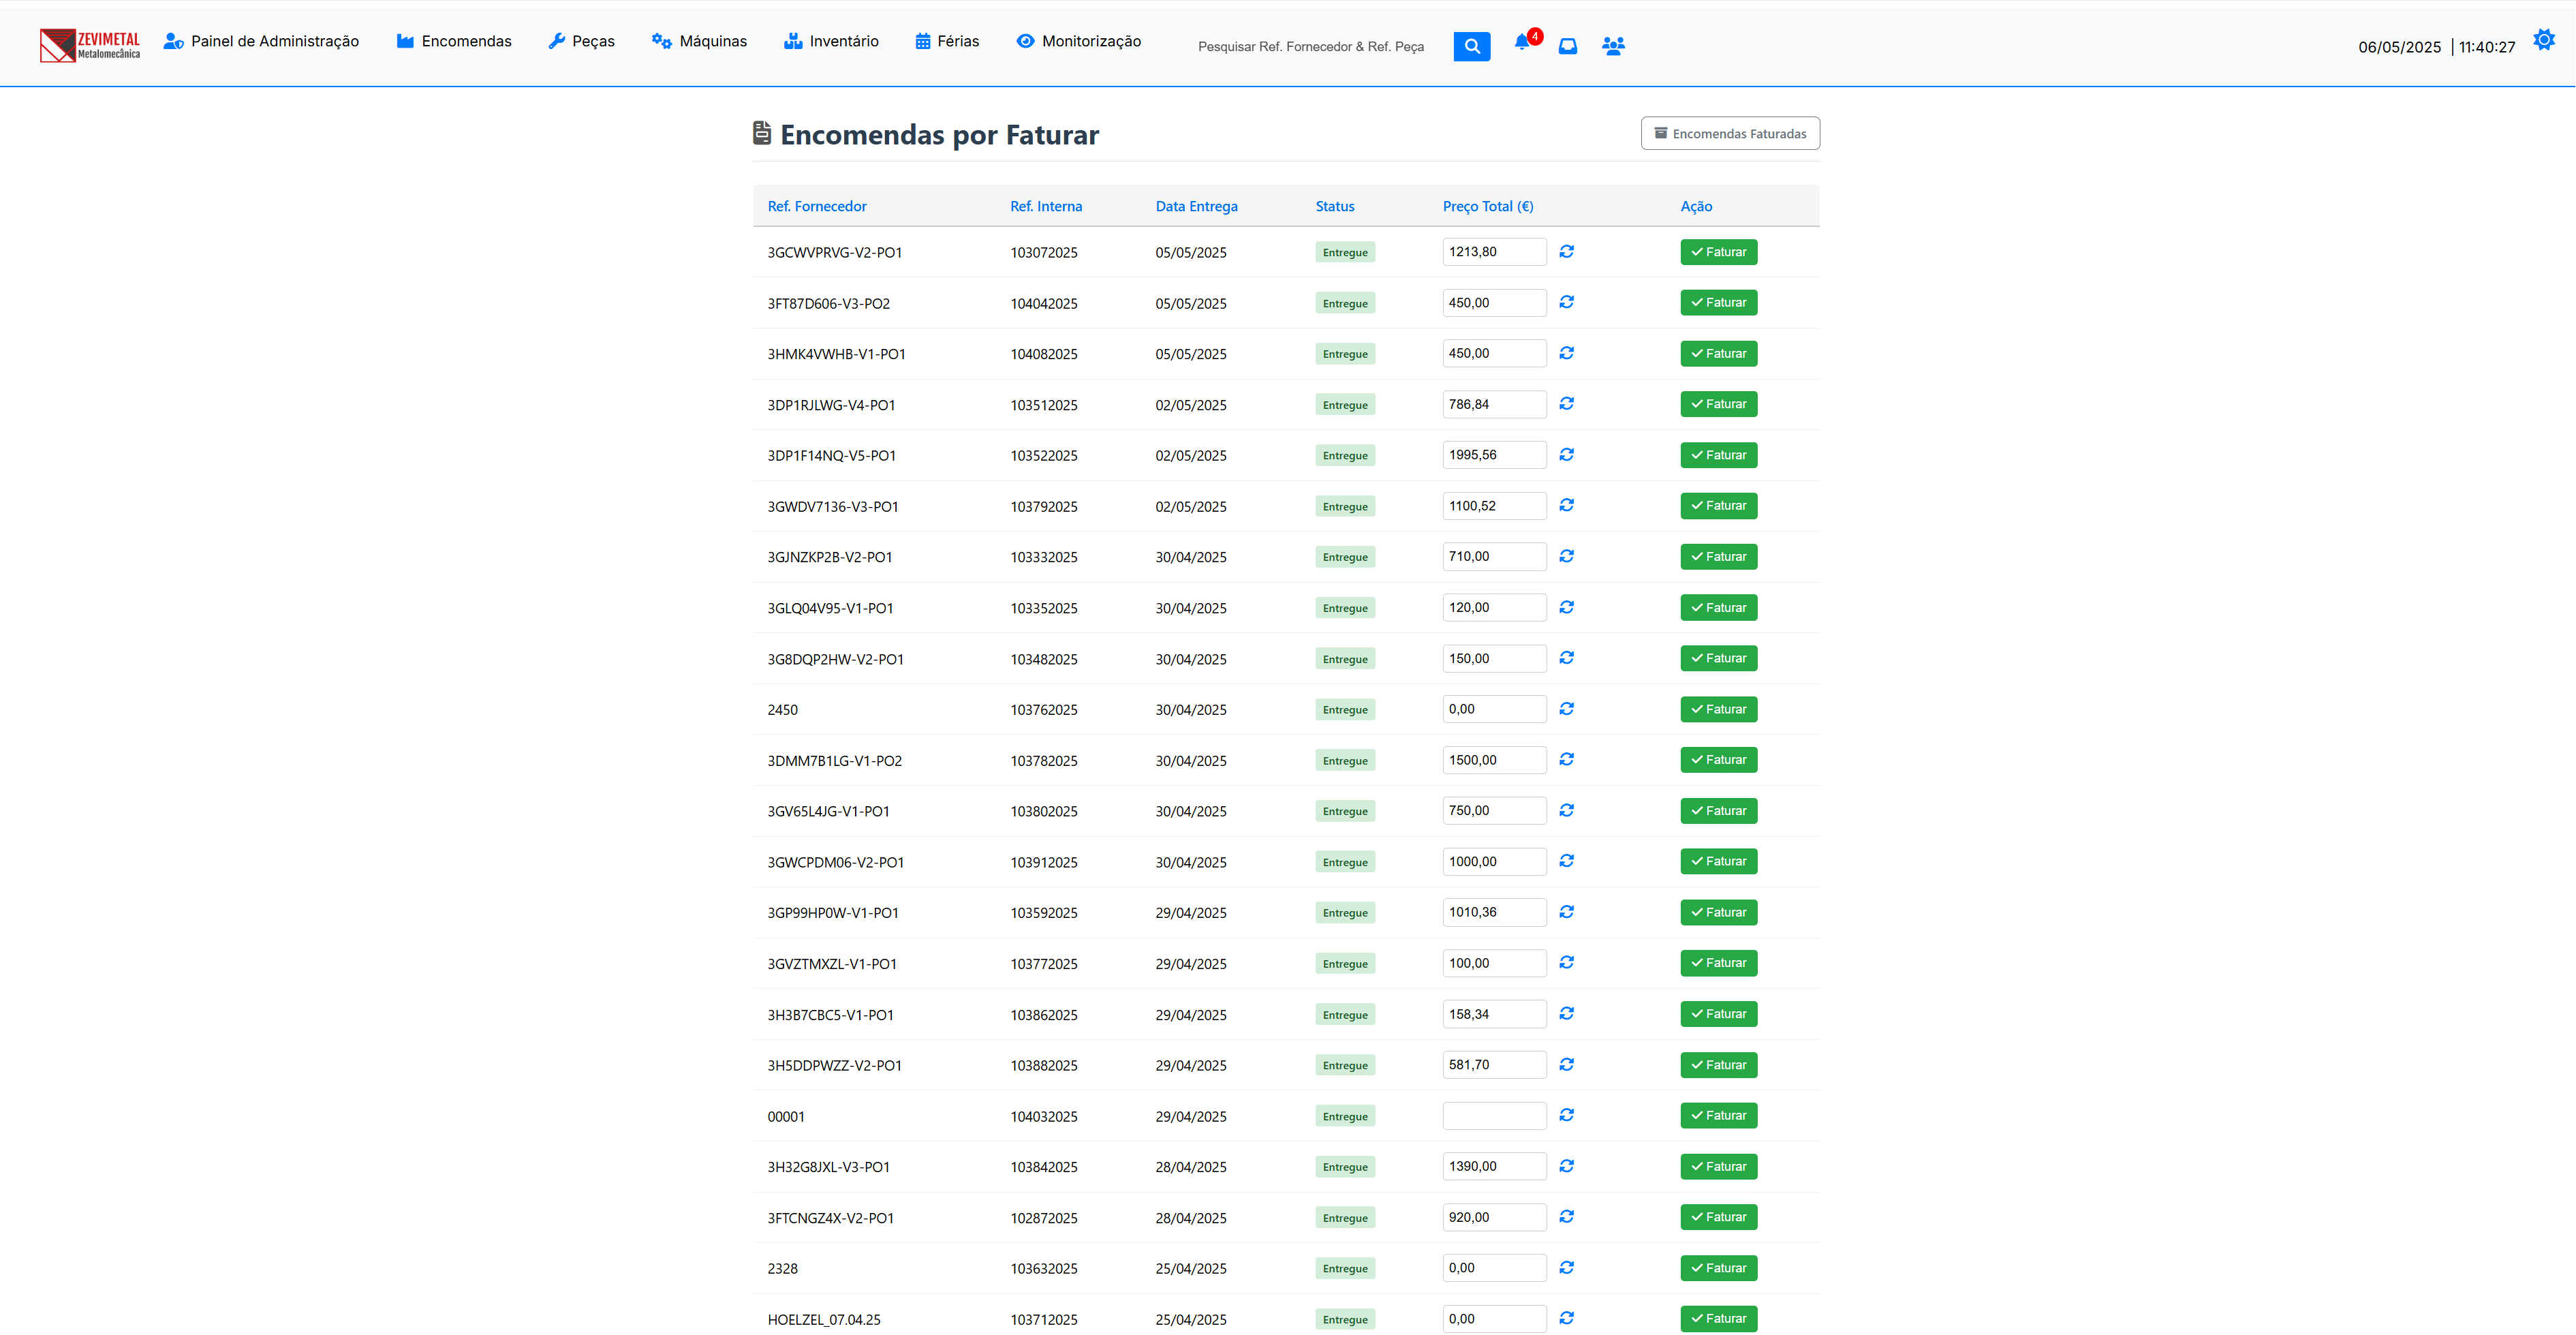 ZEVIMETAL
Metalomecânica
Painel de Administração Encomendas Peças Máquinas Inventário Férias Monitorização Pesquisar Ref. Fornecedor & Ref. Peça 4 06/05/2025 | 11:40:27
Encomendas por Faturar Encomendas Faturadas
Ref. Fornecedor Ref. Interna Data Entrega Status Preço Total (€) Ação
3GCWVPRVG-V2-PO1 103072025 05/05/2025 Entregue 1213,80 Faturar
3FT87D606-V3-PO2 104042025 05/05/2025 Entregue 450,00 Faturar
3HMK4VWHB-V1-PO1 104082025 05/05/2025 Entregue 450,00 Faturar
3DP1RJLWG-V4-PO1 103512025 02/05/2025 Entregue 786,84 Faturar
3DP1F14NQ-V5-PO1 103522025 02/05/2025 Entregue 1995,56 Faturar
3GWDV7136-V3-PO1 103792025 02/05/2025 Entregue 1100,52 Faturar
3GJNZKP2B-V2-PO1 103332025 30/04/2025 Entregue 710,00 Faturar
3GLQ04V95-V1-PO1 103352025 30/04/2025 Entregue 120,00 Faturar
3G8DQP2HW-V2-PO1 103482025 30/04/2025 Entregue 150,00 Faturar
2450 103762025 30/04/2025 Entregue 0,00 Faturar
3DMM7B1LG-V1-PO2 103782025 30/04/2025 Entregue 1500,00 Faturar
3GV65L4JG-V1-PO1 103802025 30/04/2025 Entregue 750,00 Faturar
3GWCPDM06-V2-PO1 103912025 30/04/2025 Entregue 1000,00 Faturar
3GP99HP0W-V1-PO1 103592025 29/04/2025 Entregue 1010,36 Faturar
3GVZTMXZL-V1-PO1 103772025 29/04/2025 Entregue 100,00 Faturar
3H3B7CBC5-V1-PO1 103862025 29/04/2025 Entregue 158,34 Faturar
3H5DDPWZZ-V2-PO1 103882025 29/04/2025 Entregue 581,70 Faturar
00001 104032025 29/04/2025 Entregue Faturar
3H32G8JXL-V3-PO1 103842025 28/04/2025 Entregue 1390,00 Faturar
3FTCNGZ4X-V2-PO1 102872025 28/04/2025 Entregue 920,00 Faturar
2328 103632025 25/04/2025 Entregue 0,00 Faturar
HOELZEL_07.04.25 103712025 25/04/2025 Entregue 0,00 Faturar